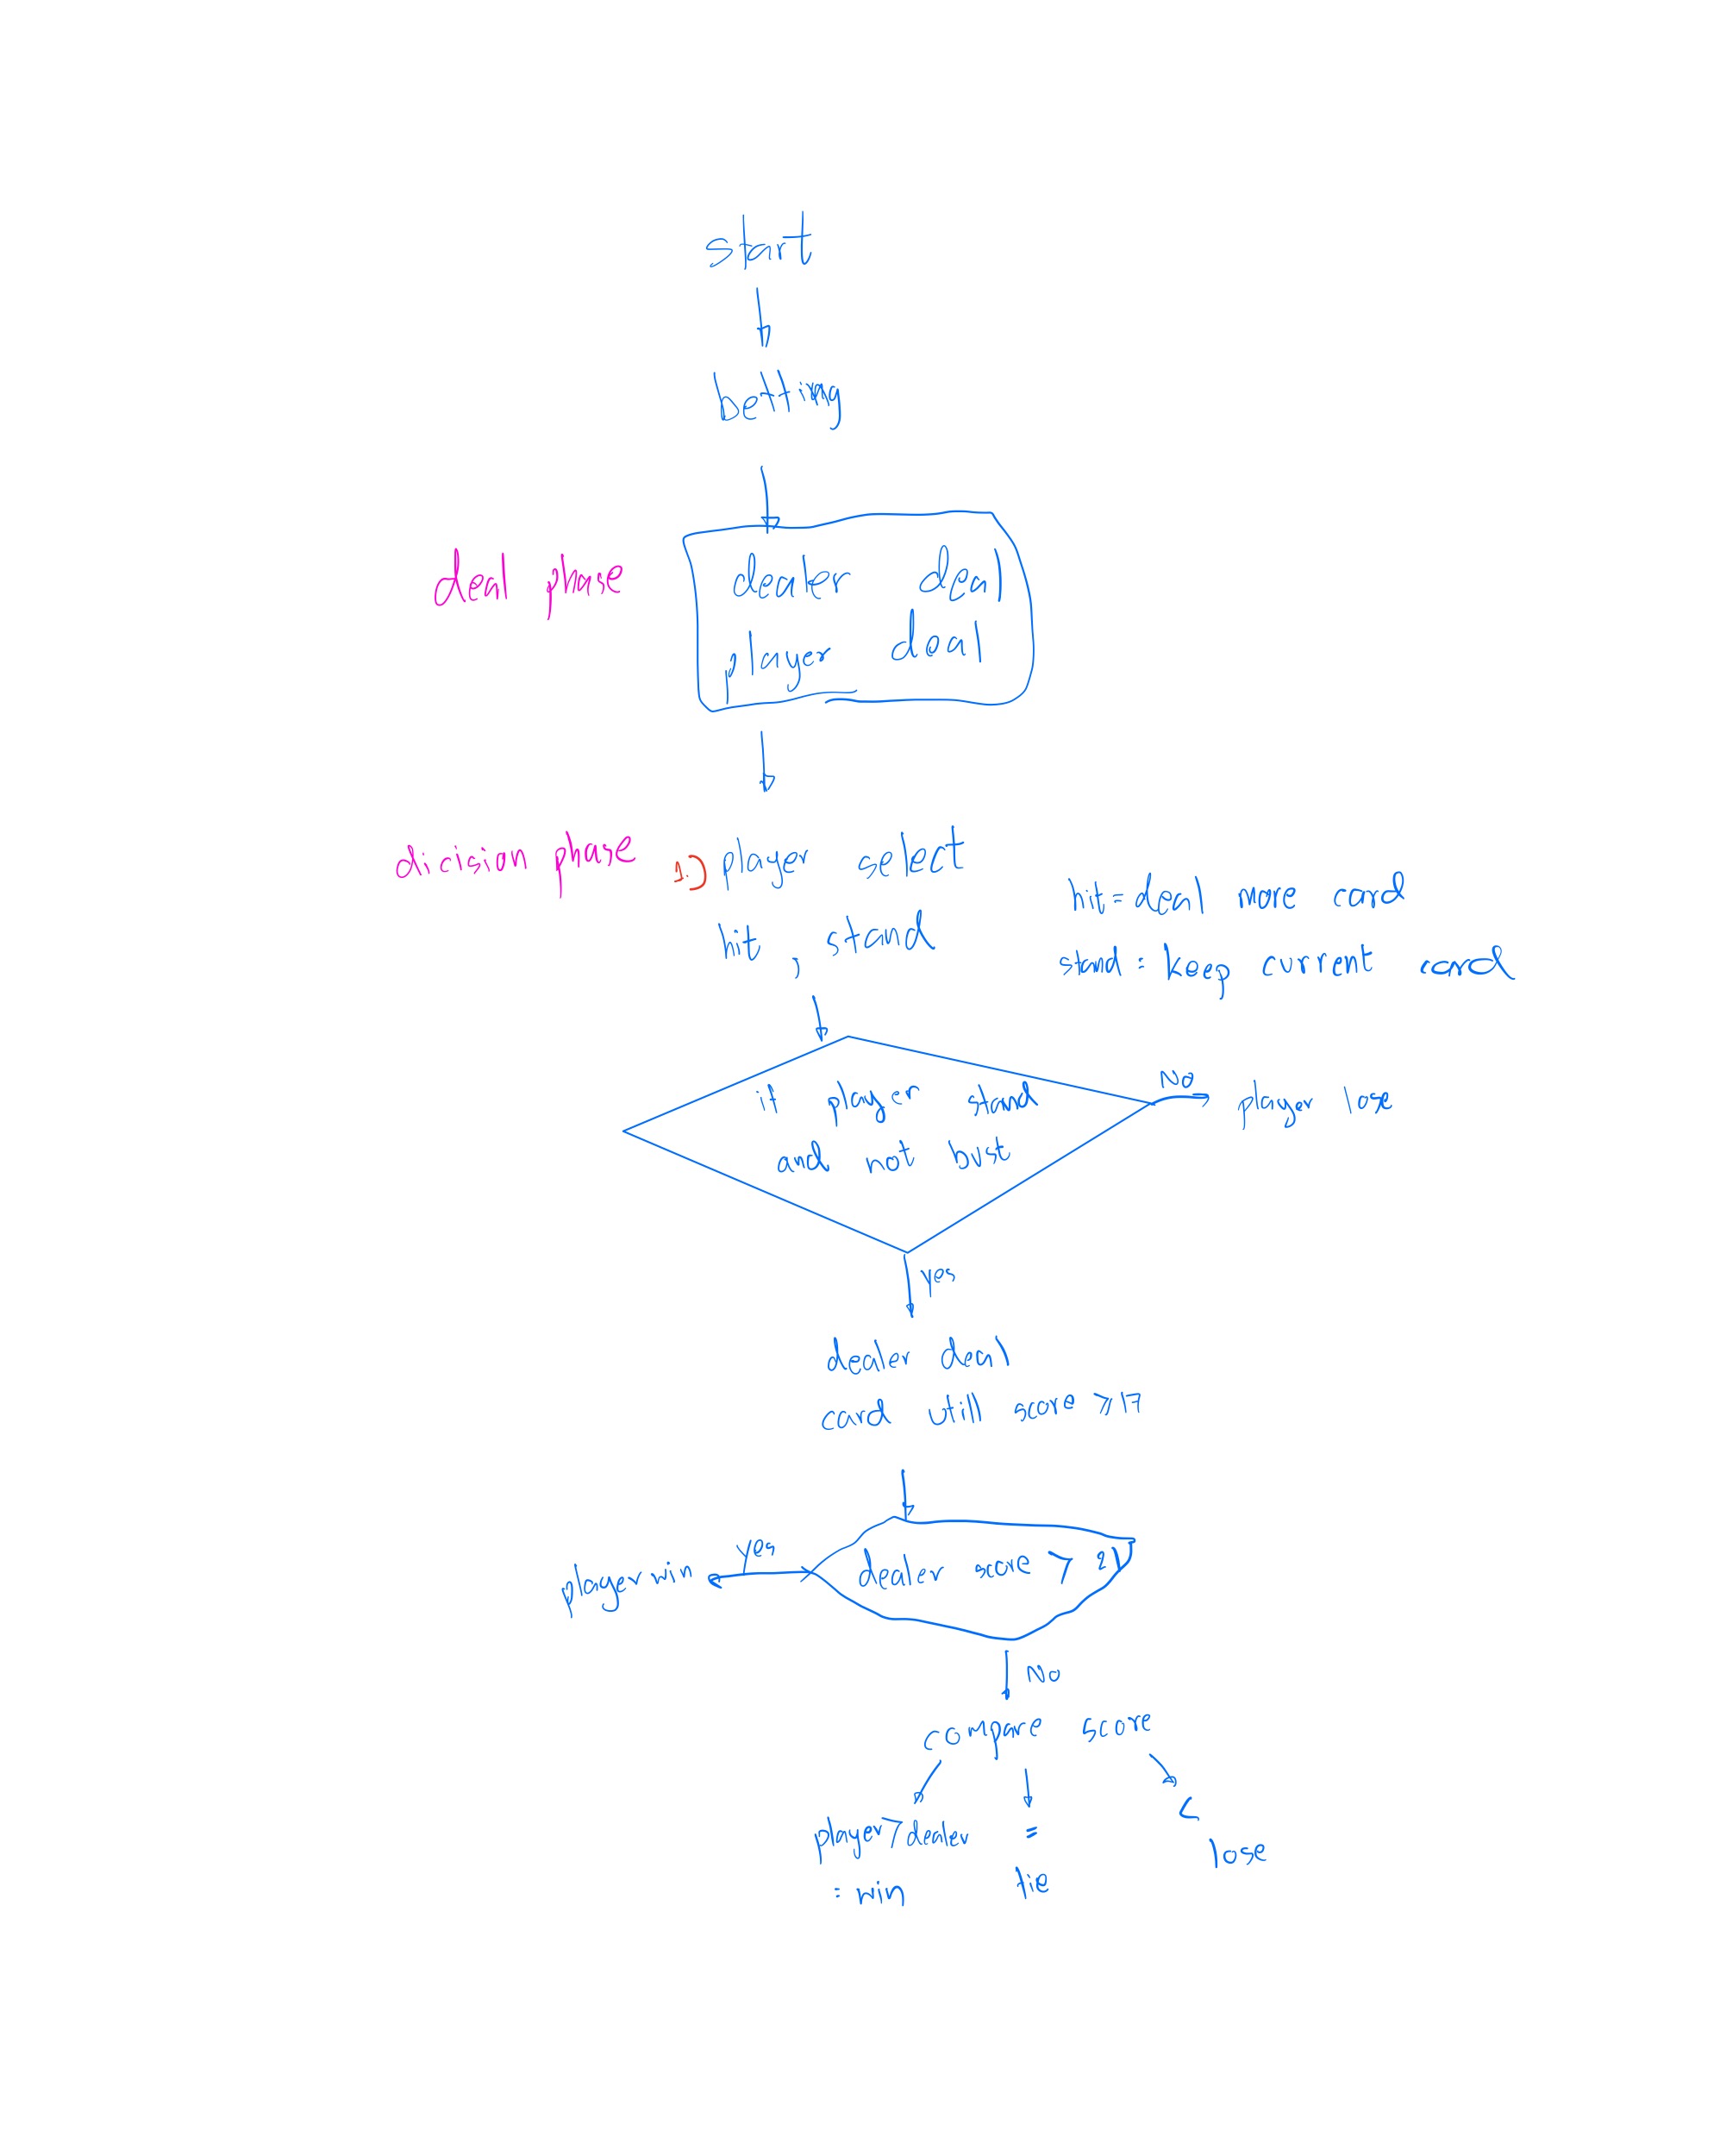 start
betting
deal phase
dealer deal
player deal
dicision phase
1.) player select
hit , stand
hit = deal more card
stand = keep current card
if player stand
and not bust
No
player lose
yes
dealer deal
card utill score ⩾ 17
dealer score > 21
Yes
player win
No
compare score
player > dealer
= win
=
tie
<
lose